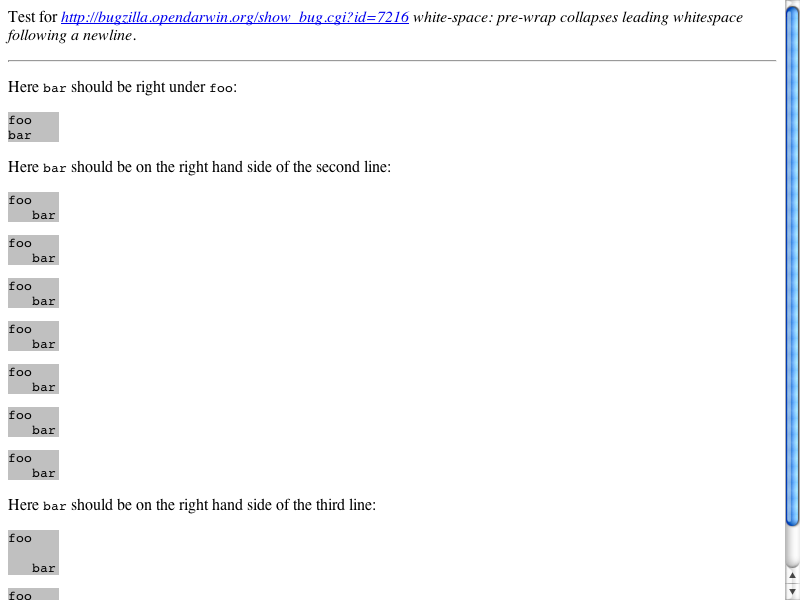 Test for http://bugzilla.opendarwin.org/show_bug.cgi?id=7216 white-space: pre-wrap collapses leading whitespace
following a newline.
Here bar should be right under foo:
foo
bar
Here bar should be on the right hand side of the second line:
foo
   bar
foo
   bar
foo
   bar
foo
   bar
foo
   bar
foo
   bar
foo
   bar
Here bar should be on the right hand side of the third line:
foo

   bar
foo